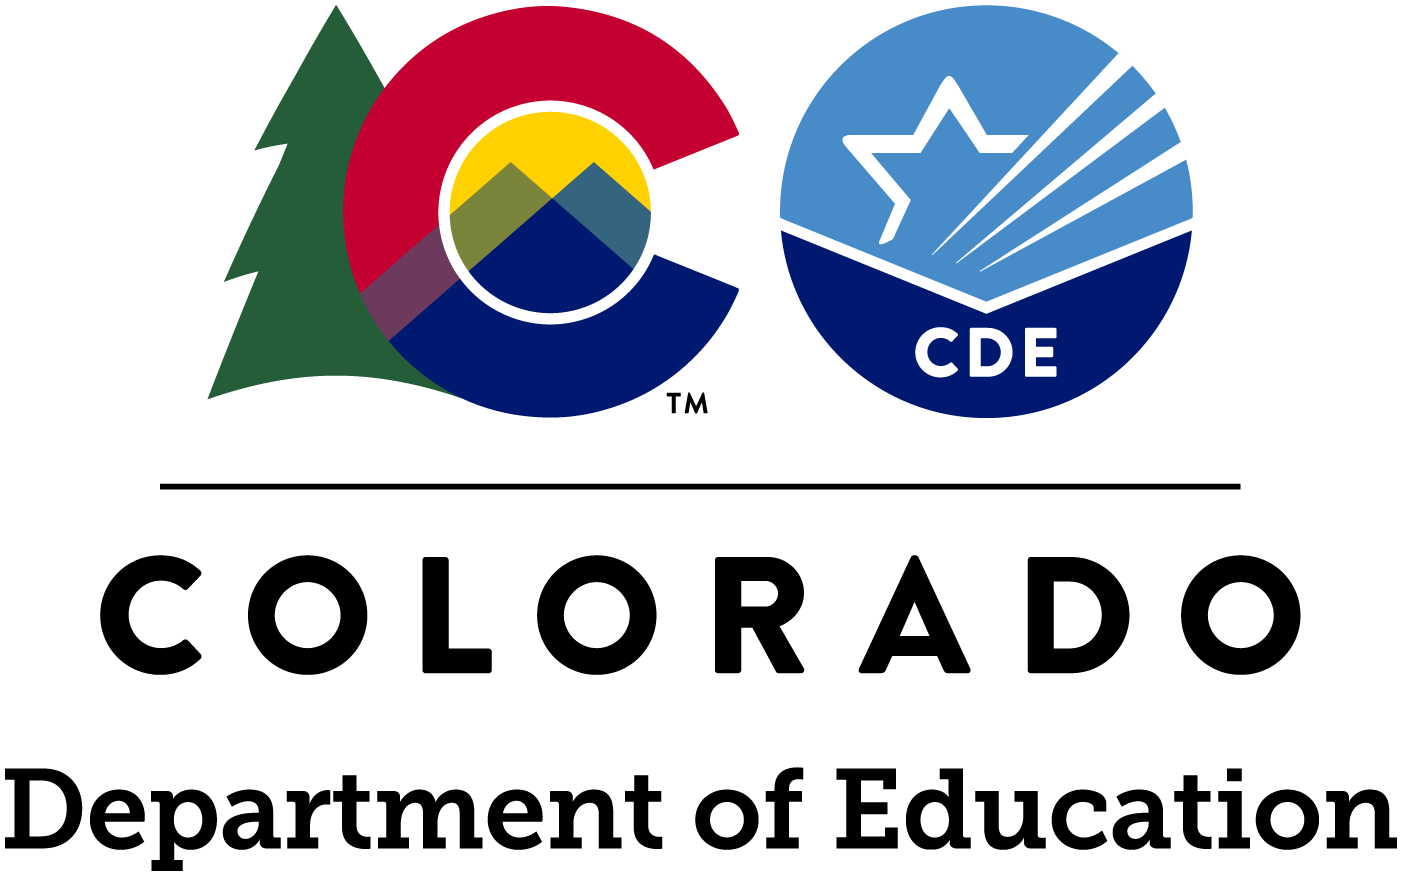 CDE
TM
COLORADO
Department of Education